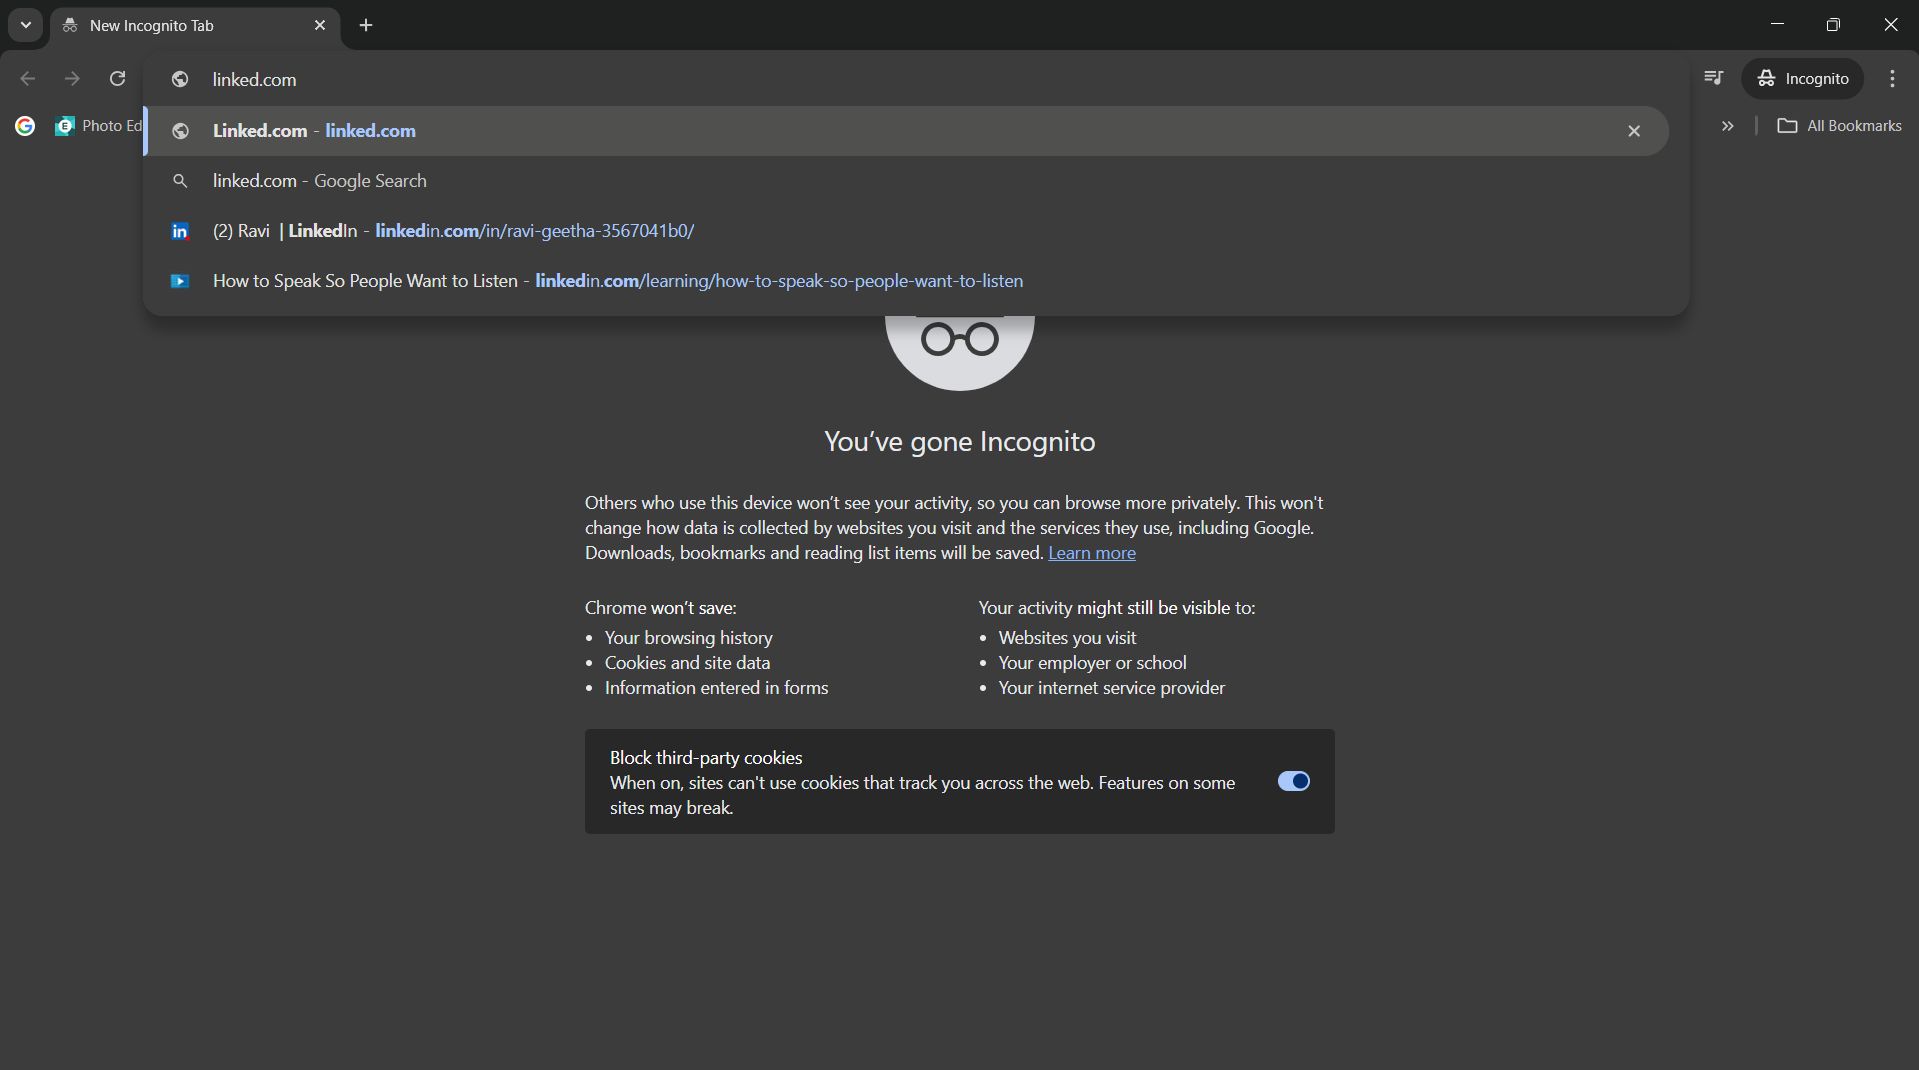 New Incognito Tab
linked.com
Incognito
Linked.com - linked.com
Photo Ed
All Bookmarks
linked.com - Google Search
in (2) Ravi | LinkedIn - linkedin.com/in/ravi-geetha-3567041b0/
How to Speak So People Want to Listen - linkedin.com/learning/how-to-speak-so-people-want-to-listen
You've gone Incognito
Others who use this device won't see your activity, so you can browse more privately. This won't
change how data is collected by websites you visit and the services they use, including Google.
Downloads, bookmarks and reading list items will be saved. Learn more
Chrome won't save:
• Your browsing history
• Cookies and site data
• Information entered in forms
Your activity might still be visible to:
• Websites you visit
• Your employer or school
• Your internet service provider
Block third-party cookies
When on, sites can't use cookies that track you across the web. Features on some
sites may break.